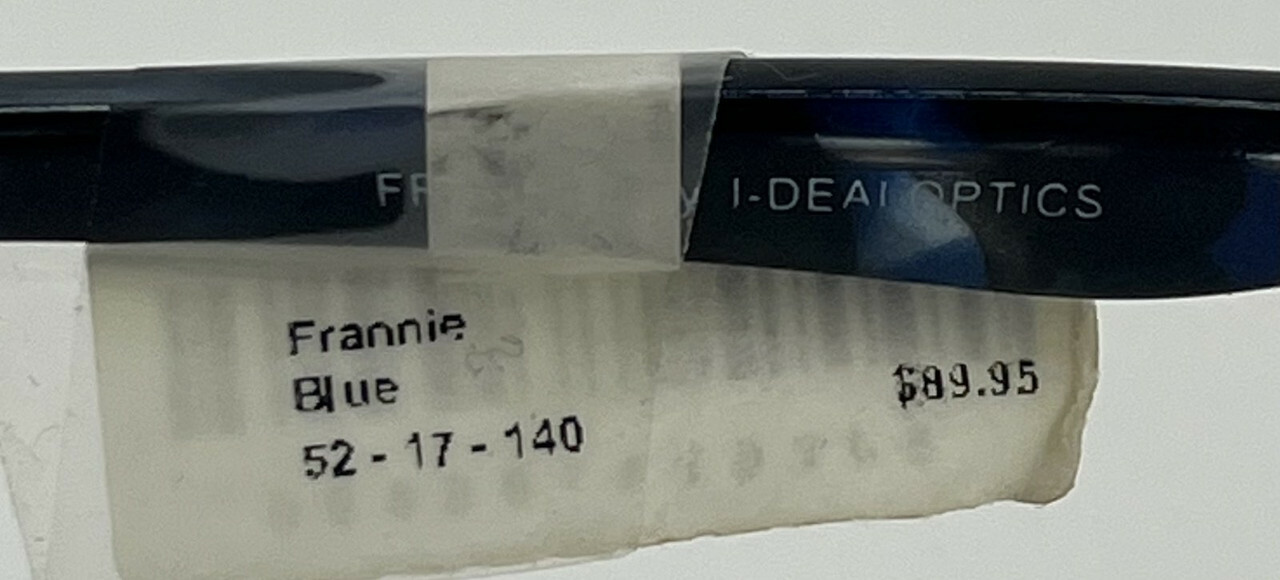 I-DEAL OPTICS
Frannie
Blue
$89.95
52 - 17 - 140